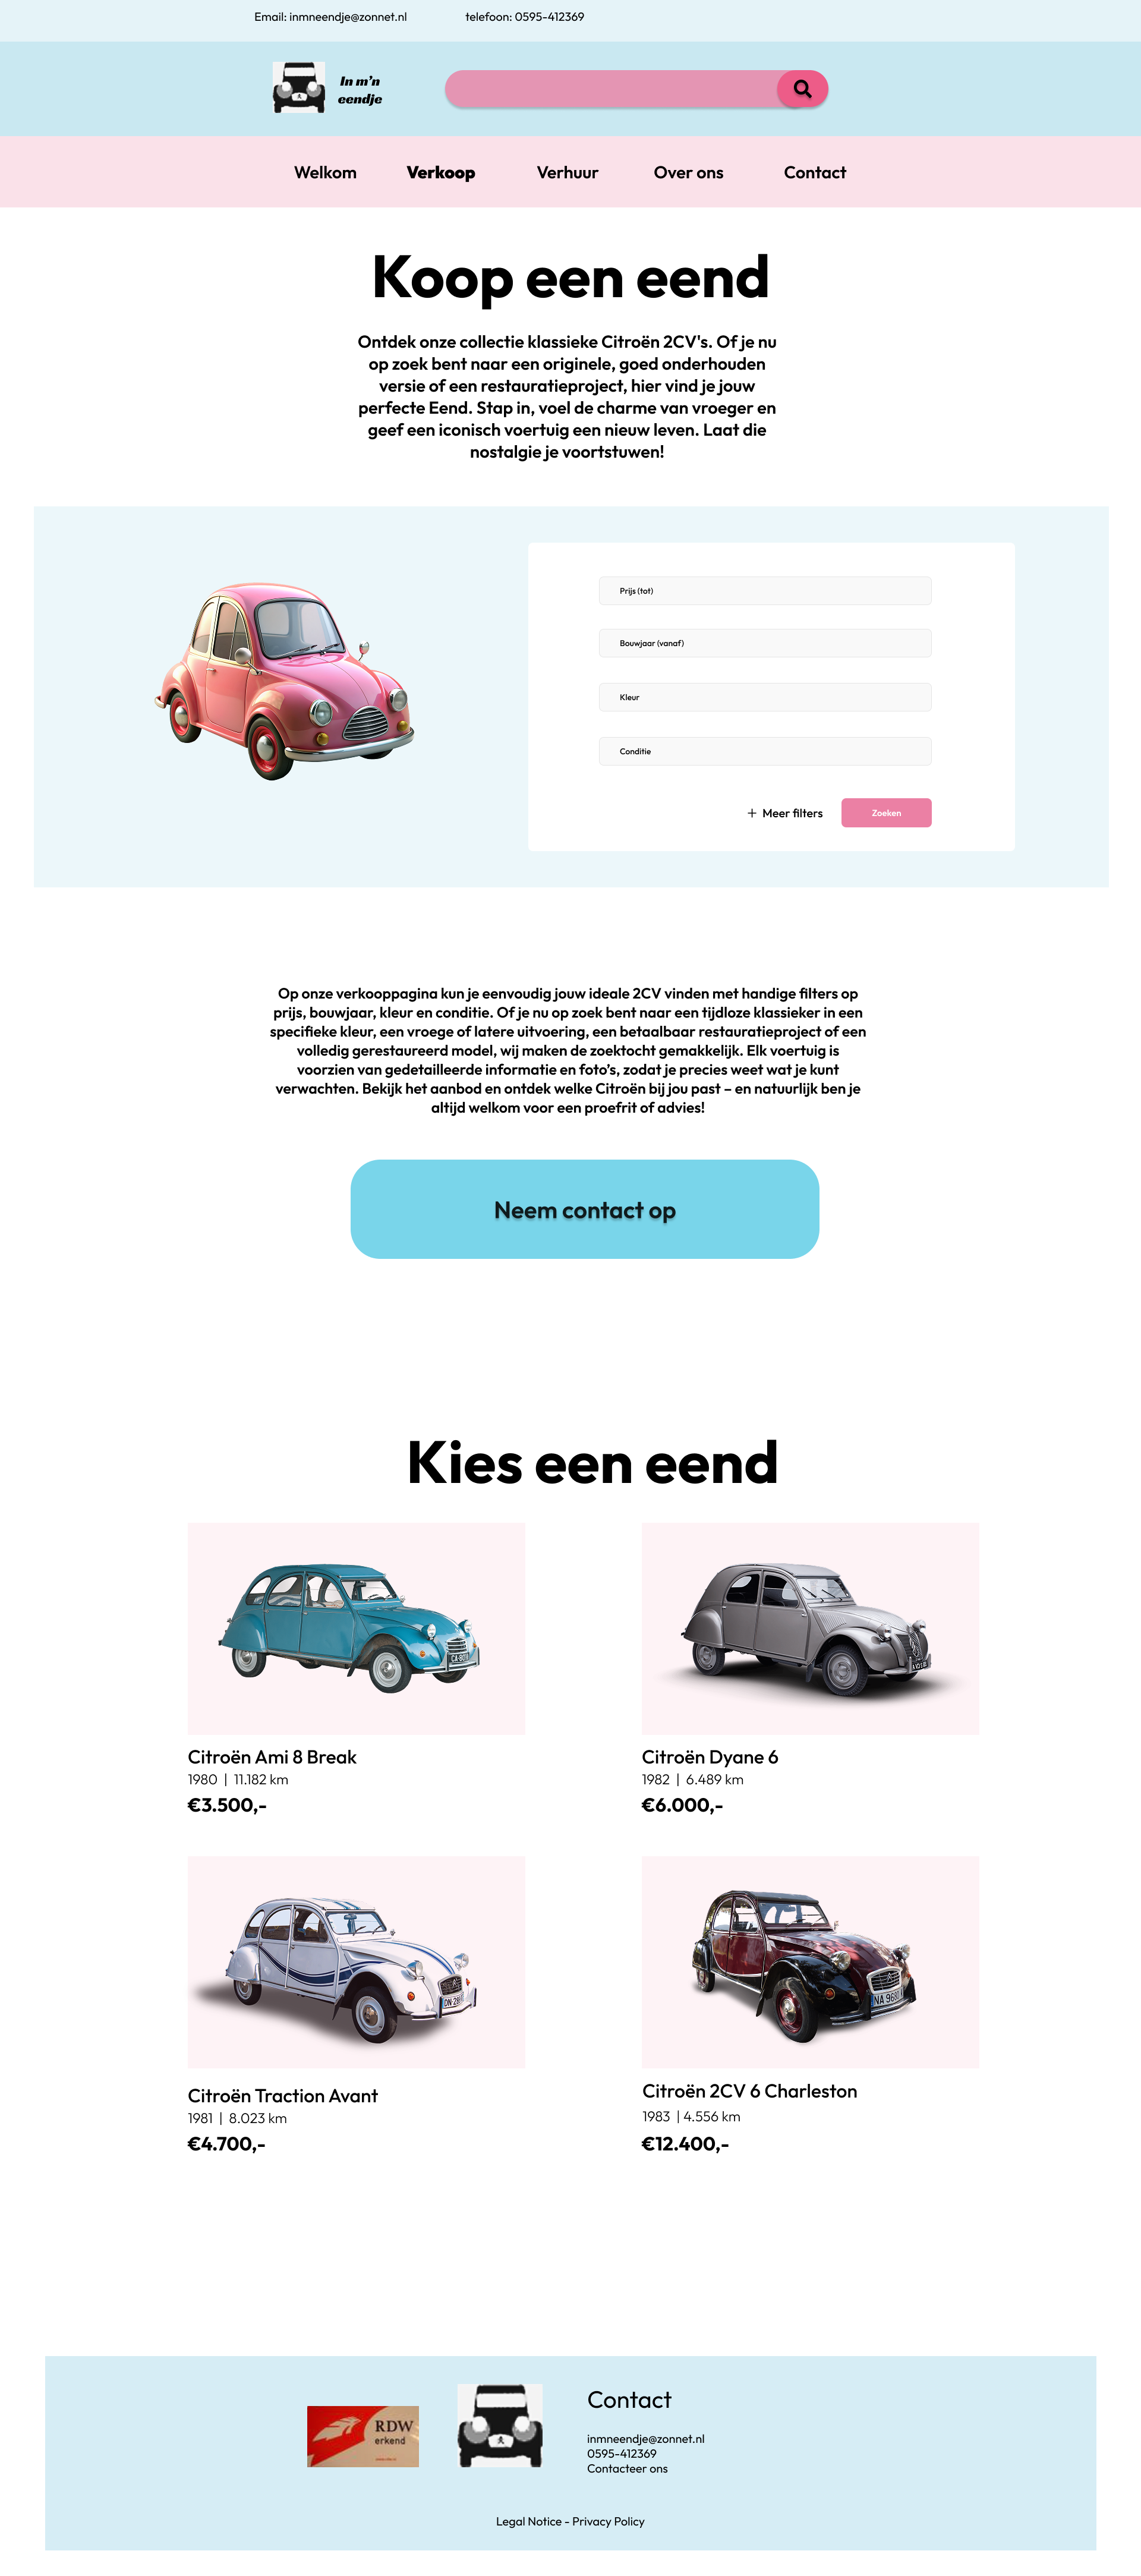 Email: inmneendje@zonnet.nl
telefoon: 0595-412369
In m'n
eendje
Welkom
Verkoop
Verhuur
Over ons
Contact
Koop een eend
Ontdek onze collectie klassieke Citroën 2CV's. Of je nu
op zoek bent naar een originele, goed onderhouden
versie of een restauratieproject, hier vind je jouw
perfecte Eend. Stap in, voel de charme van vroeger en
geef een iconisch voertuig een nieuw leven. Laat die
nostalgie je voortstuwen!
Prijs (tot)
Bouwjaar (vanaf)
Kleur
Conditie
+ Meer filters
Zoeken
Op onze verkooppagina kun je eenvoudig jouw ideale 2CV vinden met handige filters op
prijs, bouwjaar, kleur en conditie. Of je nu op zoek bent naar een tijdloze klassieker in een
specifieke kleur, een vroege of latere uitvoering, een betaalbaar restauratieproject of een
volledig gerestaureerd model, wij maken de zoektocht gemakkelijk. Elk voertuig is
voorzien van gedetailleerde informatie en foto's, zodat je precies weet wat je kunt
verwachten. Bekijk het aanbod en ontdek welke Citroën bij jou past – en natuurlijk ben je
altijd welkom voor een proefrit of advies!
Neem contact op
Kies een eend
Citroën Ami 8 Break
1980 | 11.182 km
€3.500,-
Citroën Dyane 6
1982 | 6.489 km
€6.000,-
Citroën Traction Avant
1981 | 8.023 km
€4.700,-
Citroën 2CV 6 Charleston
1983 | 4.556 km
€12.400,-
RDW
erkend
Contact
inmneendje@zonnet.nl
0595-412369
Contacteer ons
Legal Notice - Privacy Policy